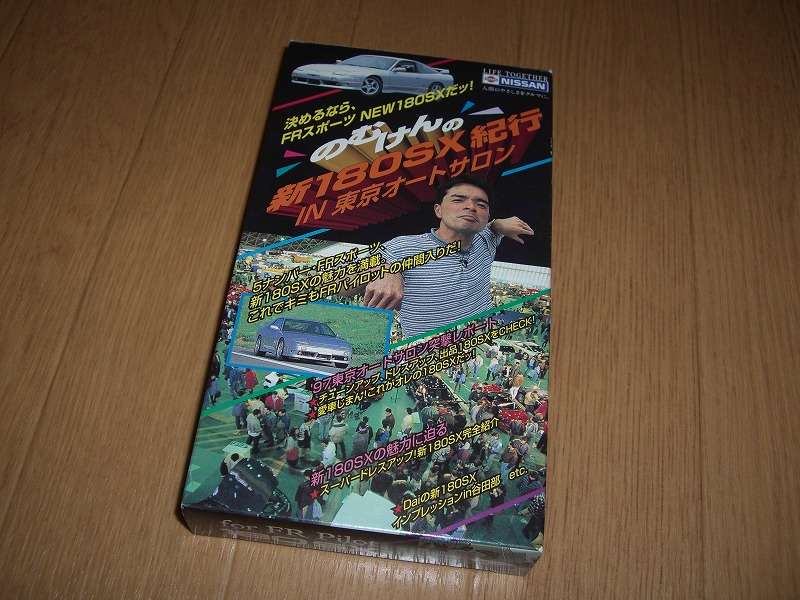 LIFE TOGETHER
NISSAN
人間のやさしさをクルマに。
決めるなら、
FRスポーツ NEW180SXだッ!
のむけんの
新180SX紀行
IN 東京オートサロン
5ナンバー、FRスポーツ、
新180SXの魅力を満載。
これでキミもFRパイロットの仲間入りだ!
'97東京オートサロン突撃レポート
★チューンアップ、ドレスアップ、出品180SXをCHECK!
★愛車じまん!これがオレの180SXだッ!
新180SXの魅力に迫る
★スーパードレスアップ!新180SX完全紹介
★Daiの新180SX
インプレッションin谷田部 etc.
for FR Pilot